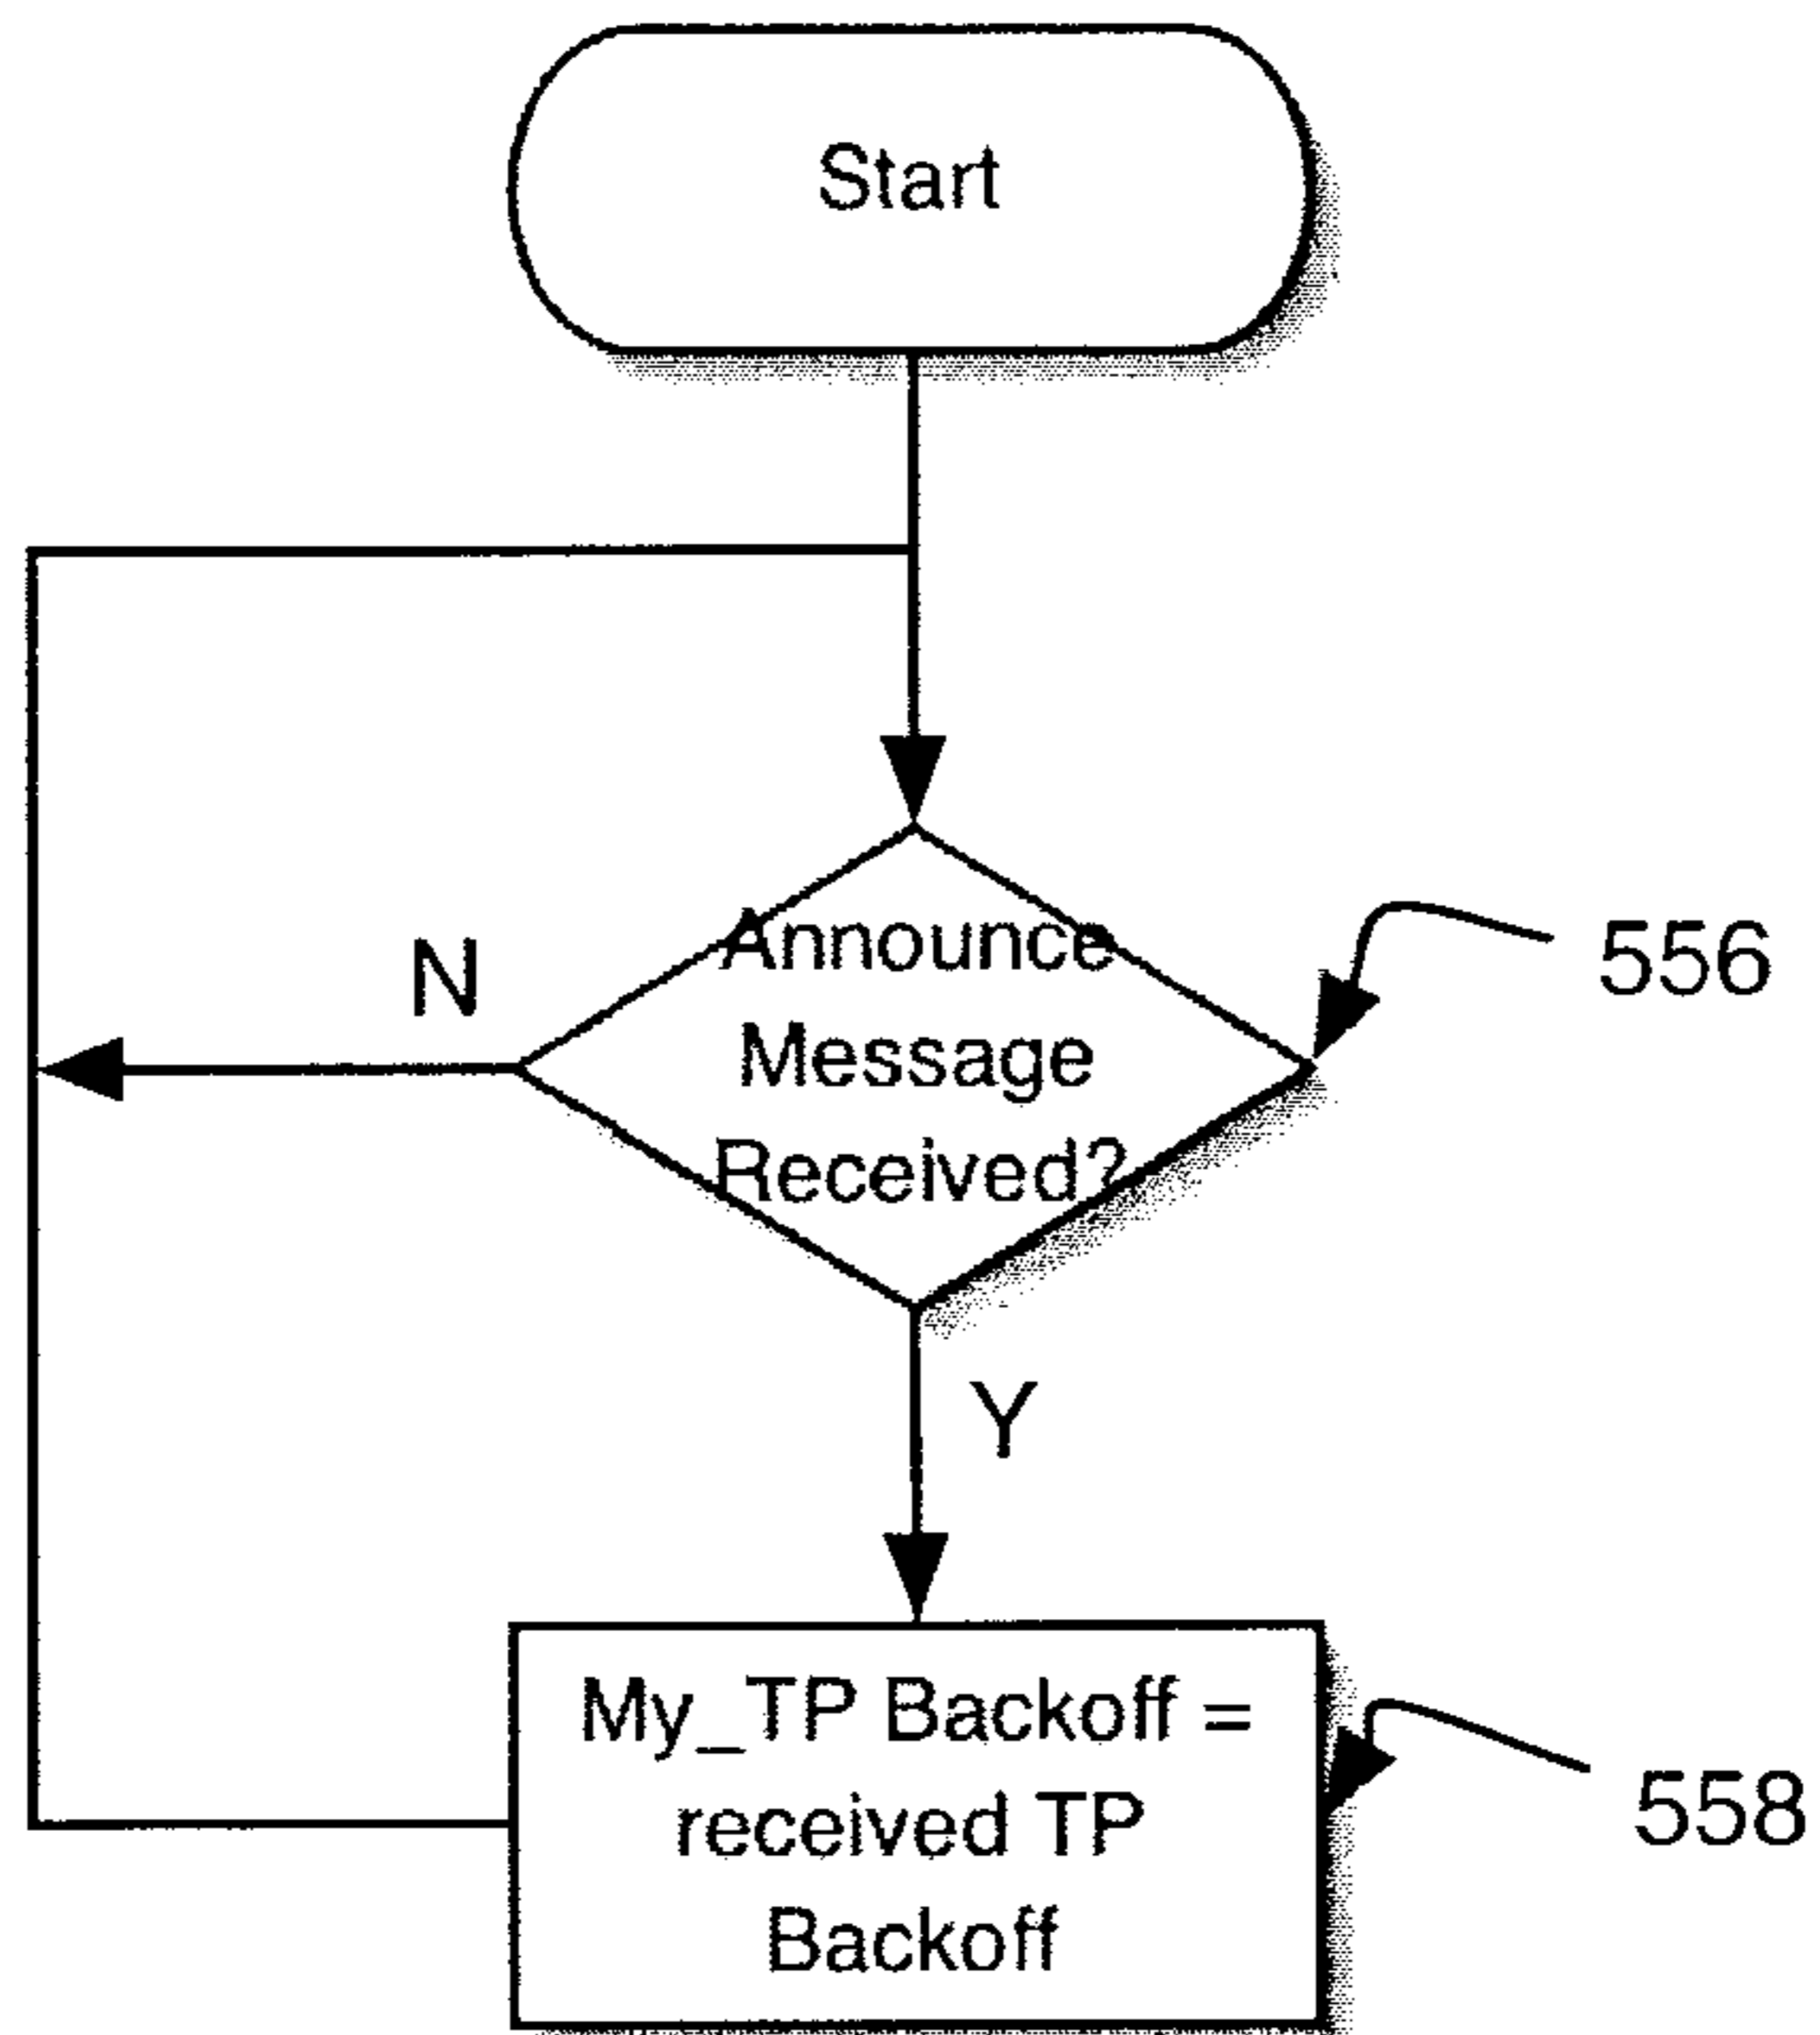 Start
N
Announce
Message
Received?
556
Y
My_TP Backoff =
received TP
Backoff
558